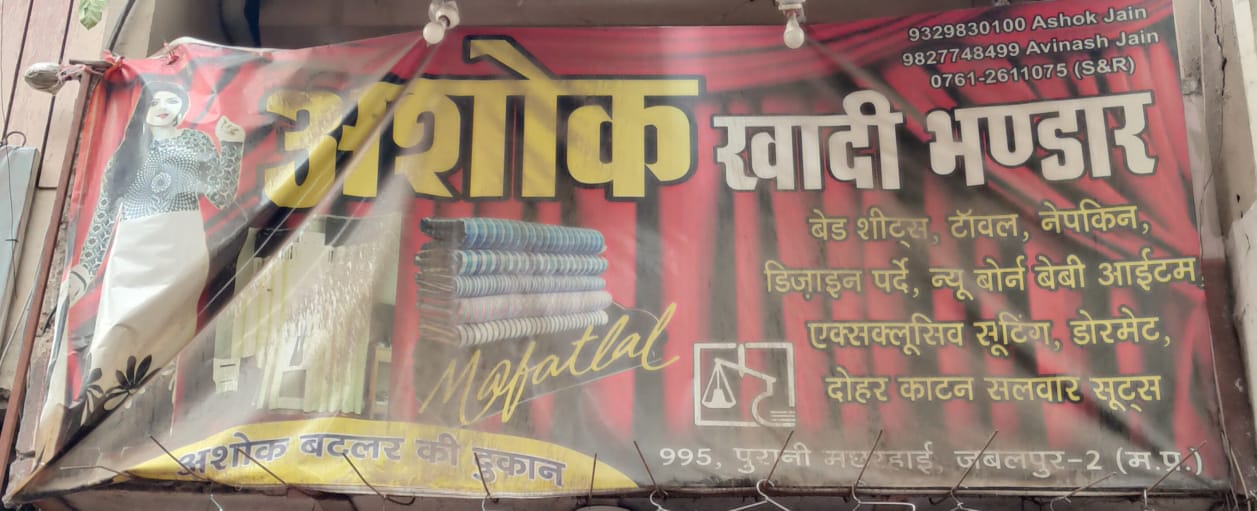 9329830100 Ashok Jain
9827748499 Avinash Jain
0761-2611075 (S&R)
अशोक खादी भण्डार
बेड शीट्स, टॉवल, नेपकिन,
डिज़ाइन पर्दे, न्यू बोर्न बेबी आईटम,
एक्सक्लूसिव सूटिंग, डोरमेट,
दोहर काटन सलवार सूट्स
Mafatlal
अशोक बटलर की दुकान
995, पुरानी जबलपुर-2 (म.प्र.)